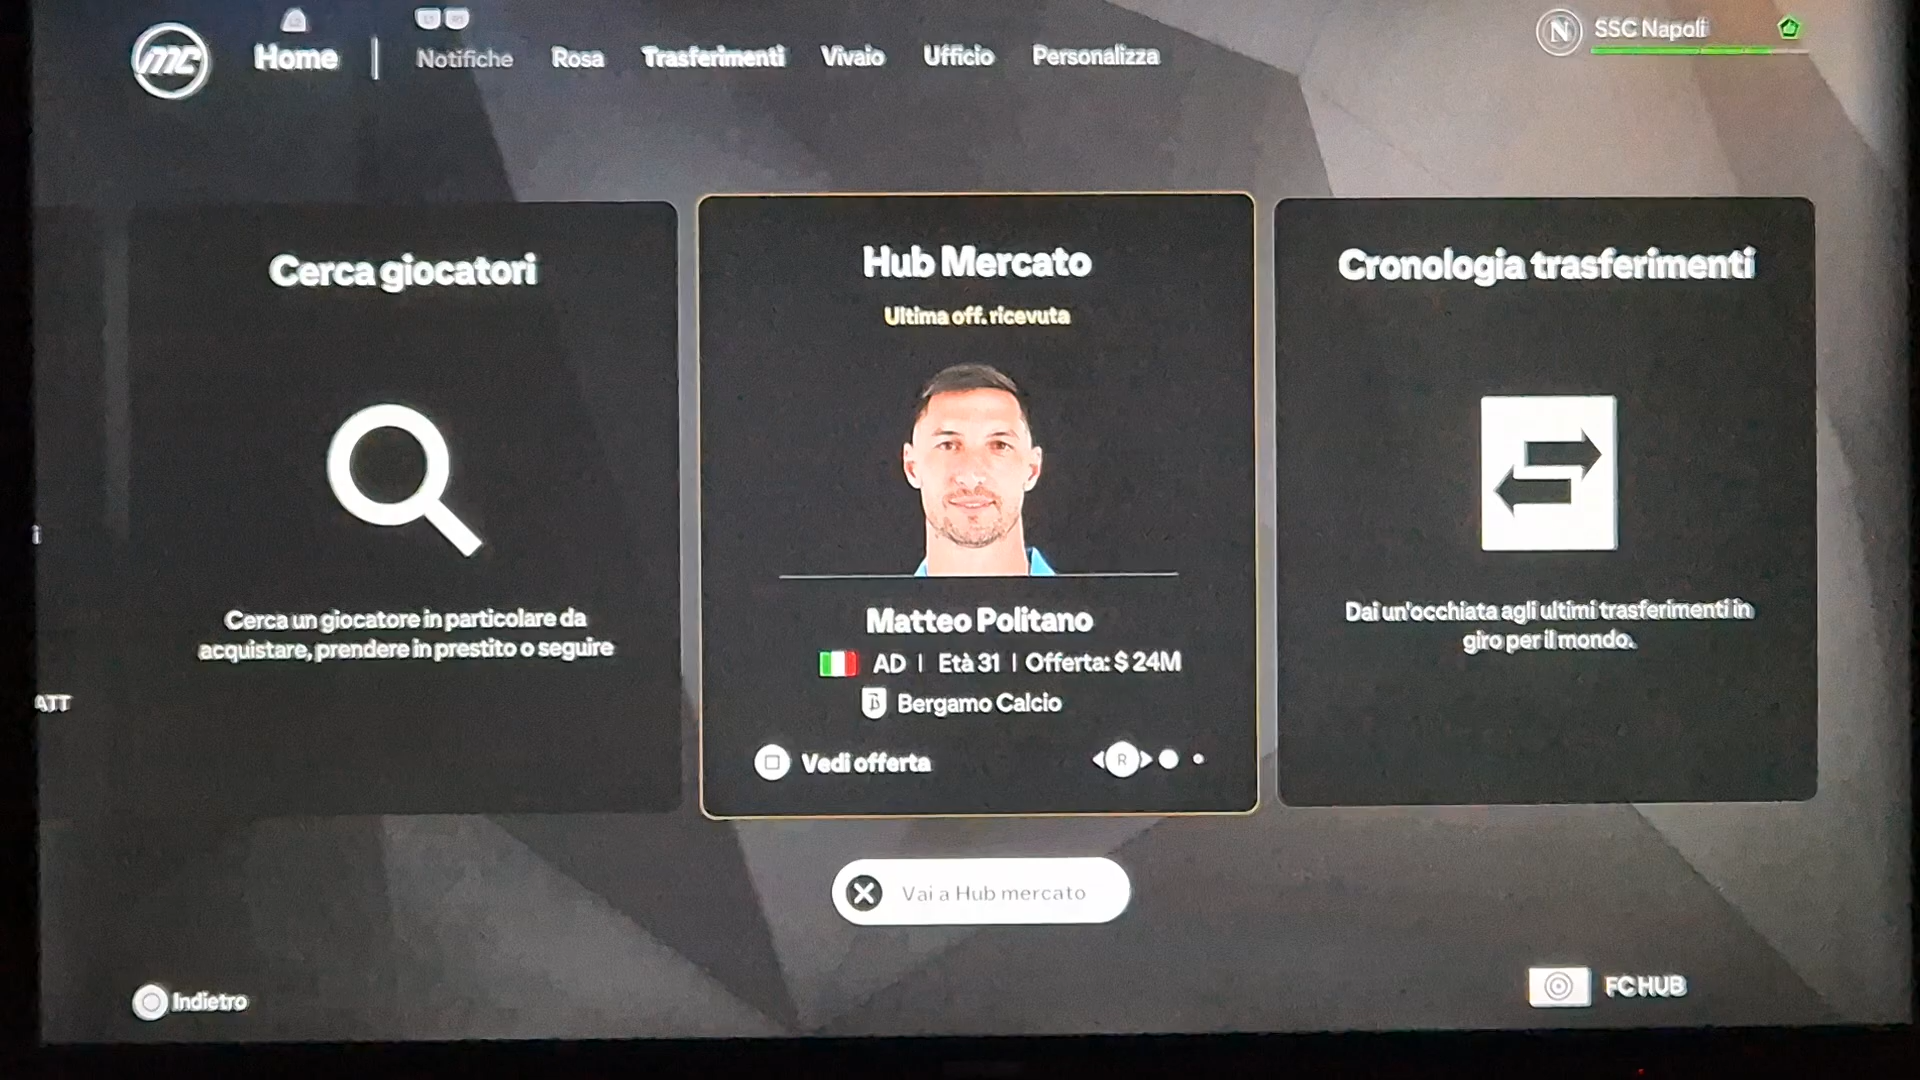 MC
Home
Notifiche
Rosa
Trasferimenti
Vivaio
Ufficio
Personalizza
N
SSC Napoli
Cerca giocatori
Cerca un giocatore in particolare da
acquistare, prendere in prestito o seguire
i
ATT
Hub Mercato
Ultima off. ricevuta
Matteo Politano
AD | Età 31 | Offerta: $ 24M
Bergamo Calcio
Vedi offerta
R
Vai a Hub mercato
Cronologia trasferimenti
Dai un'occhiata agli ultimi trasferimenti in
giro per il mondo.
Indietro
FC HUB